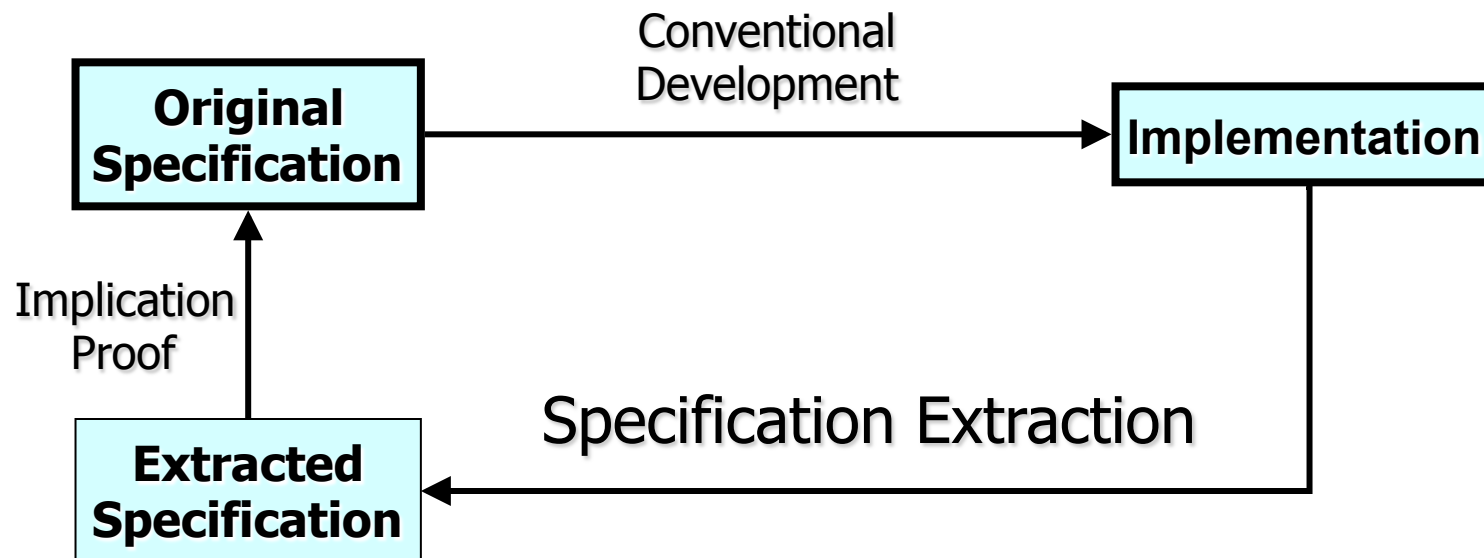 Conventional
Development
Original
Specification
Implementation
Implication
Proof
Specification Extraction
Extracted
Specification